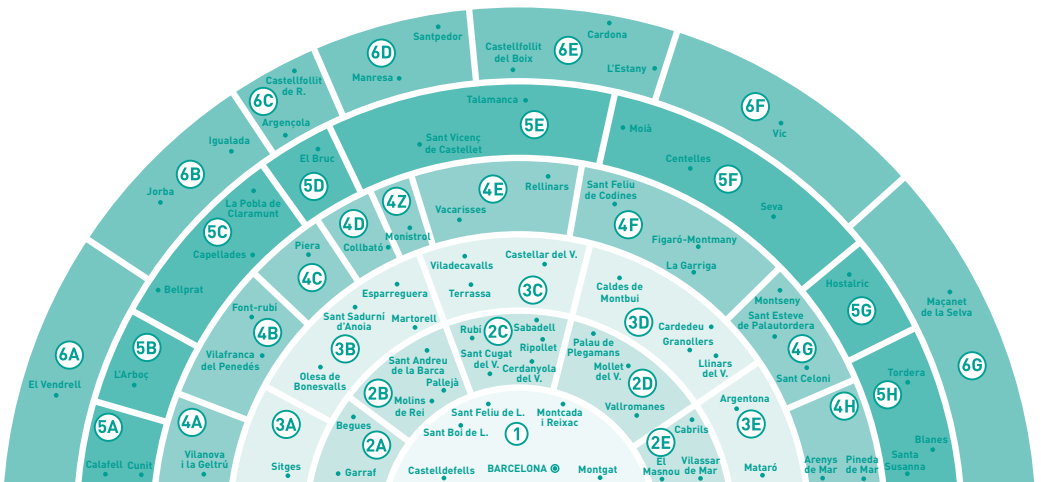 6D
Santpedor
Manresa
6E
Cardona
Castellfollit
del Boix
L'Estany
6C
Castellfollit
de R.
Argençola
6F
Vic
Igualada
6B
Jorba
Talamanca
5E
Sant Vicenç
de Castellet
Moià
Centelles
5F
Seva
El Bruc
5D
La Pobla de
Claramunt
5C
Capellades
Bellprat
4Z
Monistrol
4D
Collbató
4E
Rellinars
Vacarisses
Sant Feliu
de Codines
4F
Figaró-Montmany
La Garriga
Piera
4C
Font-rubí
4B
Vilafranca
del Penedès
Viladecavalls
Castellar del V.
Terrassa
3C
Caldes de
Montbui
3D
Cardedeu
Granollers
Llinars
del V.
Esparreguera
Sant Sadurní
d'Anoia
Martorell
3B
Olesa de
Bonesvalls
Montseny
Sant Esteve
de Palautordera
4G
Sant Celoni
Hostalric
5G
Maçanet
de la Selva
6G
6A
El Vendrell
5B
L'Arboç
Rubí
2C
Sabadell
Ripollet
Sant Cugat
del V.
Cerdanyola
del V.
Palau de
Plegamans
Mollet
del V.
2D
Vallromanes
Sant Andreu
de la Barca
Pallejà
2B
Molins
de Rei
Tordera
5H
Blanes
Santa
Susanna
4H
Arenys
de Mar
Pineda
de Mar
Argentona
3E
Mataró
Cabrils
2E
El
Masnou
Vilassar
de Mar
5A
Calafell
Cunit
4A
Vilanova
i la Geltrú
3A
Sitges
Begues
2A
Garraf
Sant Feliu de L.
Montcada
i Reixac
Sant Boi de L.
1
Castelldefells
BARCELONA
Montgat